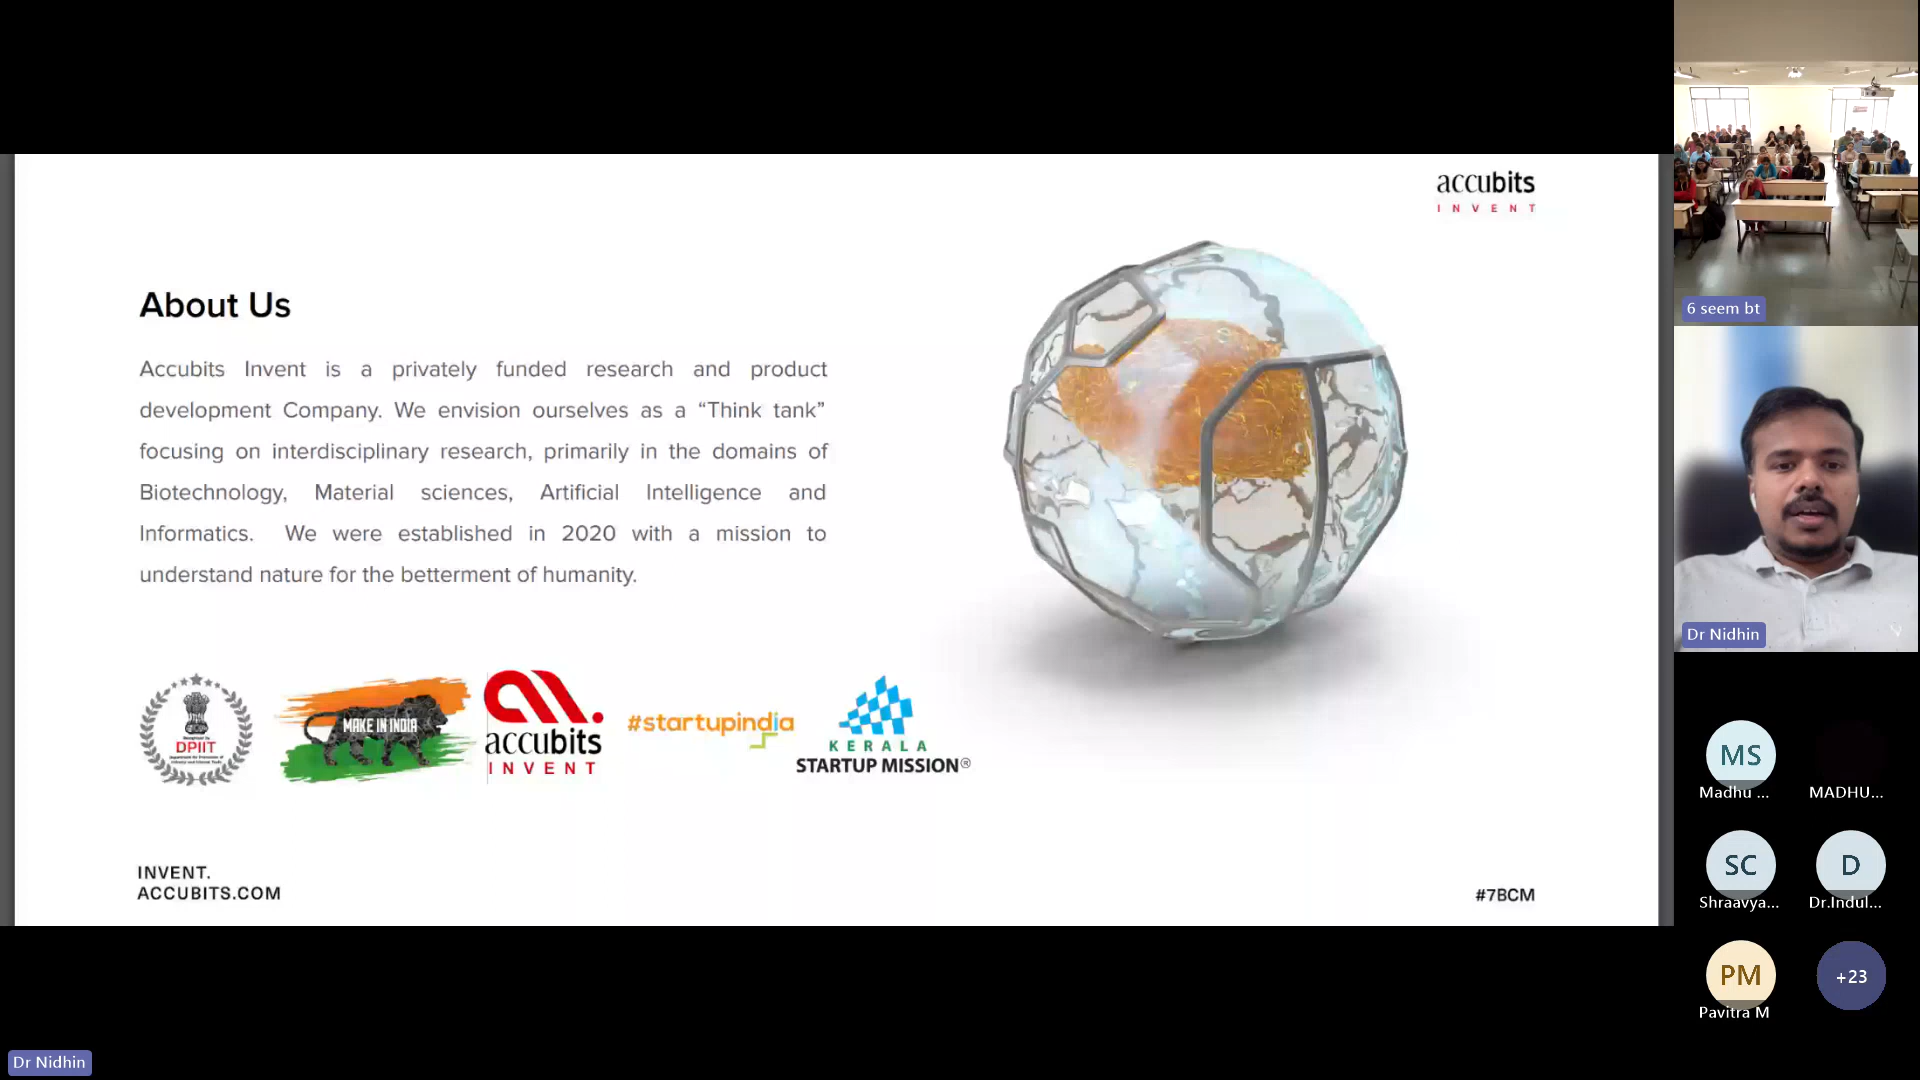 accubits
INVENT
About Us
Accubits Invent is a privately funded research and product
development Company. We envision ourselves as a “Think tank”
focusing on interdisciplinary research, primarily in the domains of
Biotechnology, Material sciences, Artificial Intelligence and
Informatics. We were established in 2020 with a mission to
understand nature for the betterment of humanity.
DPIIT
MAKE IN INDIA
accubits
INVENT
#startupindia
KERALA
STARTUP MISSION®
INVENT.
ACCUBITS.COM
#7BCM
6 seem bt
Dr Nidhin
MS
Madhu ...
MADHU...
SC
Shraavya...
D
Dr.Indul...
PM
Pavitra M
+23
Dr Nidhin